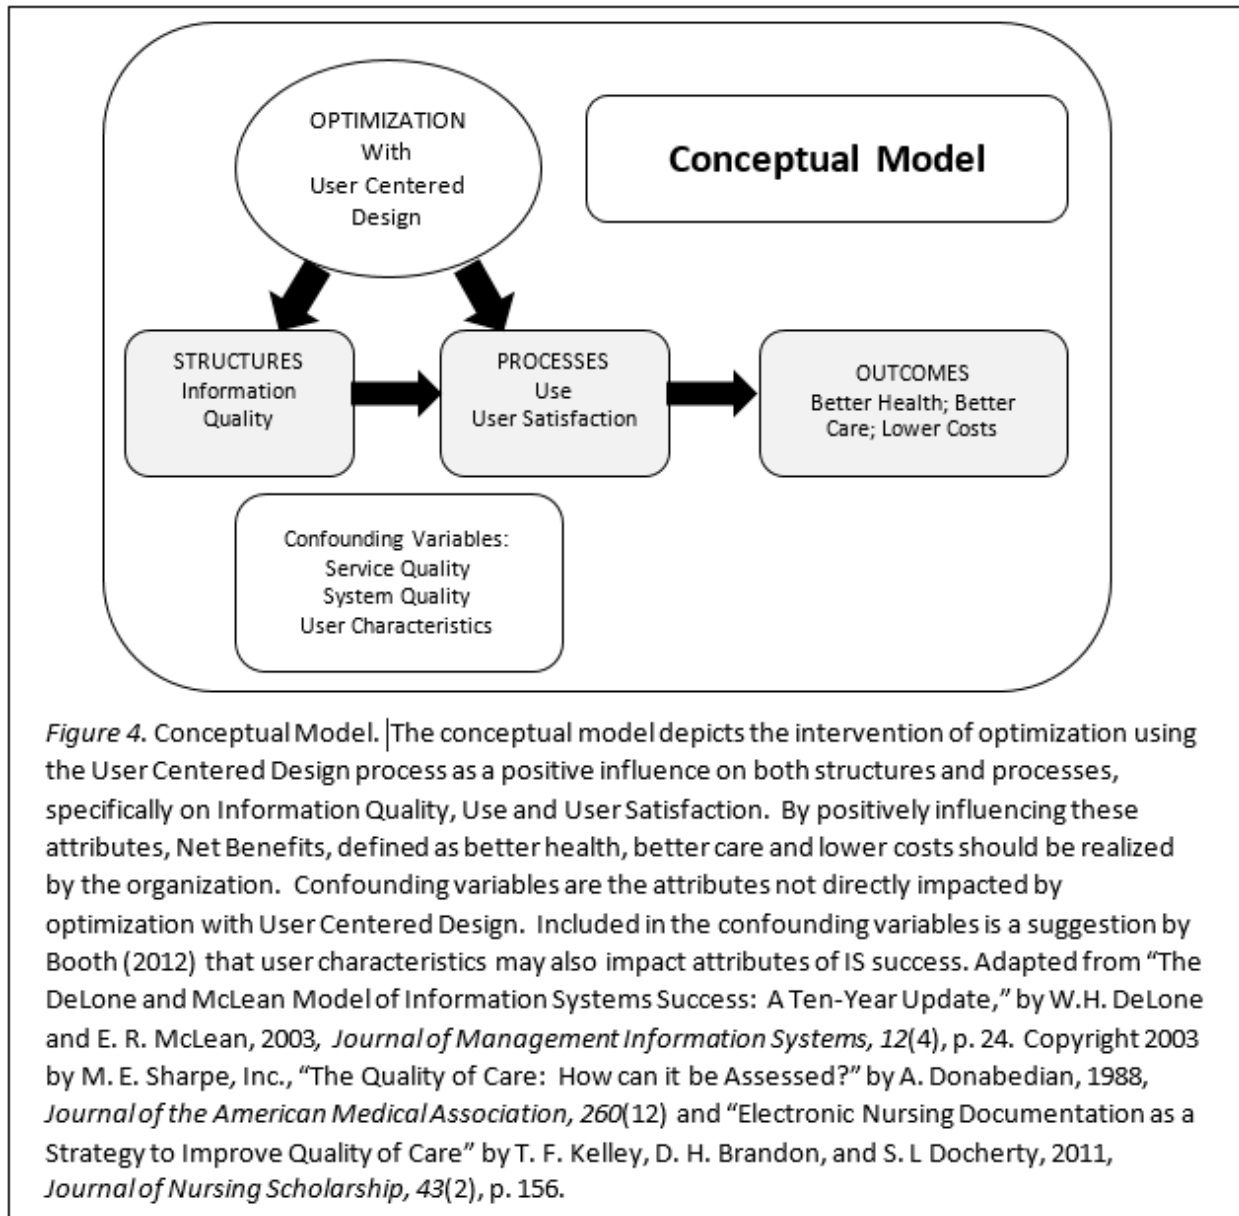 OPTIMIZATION
With
User Centered
Design
Conceptual Model
STRUCTURES
Information
Quality
PROCESSES
Use
User Satisfaction
OUTCOMES
Better Health; Better
Care; Lower Costs
Confounding Variables:
Service Quality
System Quality
User Characteristics
Figure 4. Conceptual Model. The conceptual model depicts the intervention of optimization using
the User Centered Design process as a positive influence on both structures and processes,
specifically on Information Quality, Use and User Satisfaction. By positively influencing these
attributes, Net Benefits, defined as better health, better care and lower costs should be realized
by the organization. Confounding variables are the attributes not directly impacted by
optimization with User Centered Design. Included in the confounding variables is a suggestion by
Booth (2012) that user characteristics may also impact attributes of IS success. Adapted from “The
DeLone and McLean Model of Information Systems Success: A Ten-Year Update,” by W.H. DeLone
and E. R. McLean, 2003, Journal of Management Information Systems, 12(4), p. 24. Copyright 2003
by M. E. Sharpe, Inc., “The Quality of Care: How can it be Assessed?” by A. Donabedian, 1988,
Journal of the American Medical Association, 260(12) and “Electronic Nursing Documentation as a
Strategy to Improve Quality of Care” by T. F. Kelley, D. H. Brandon, and S. L Docherty, 2011,
Journal of Nursing Scholarship, 43(2), p. 156.